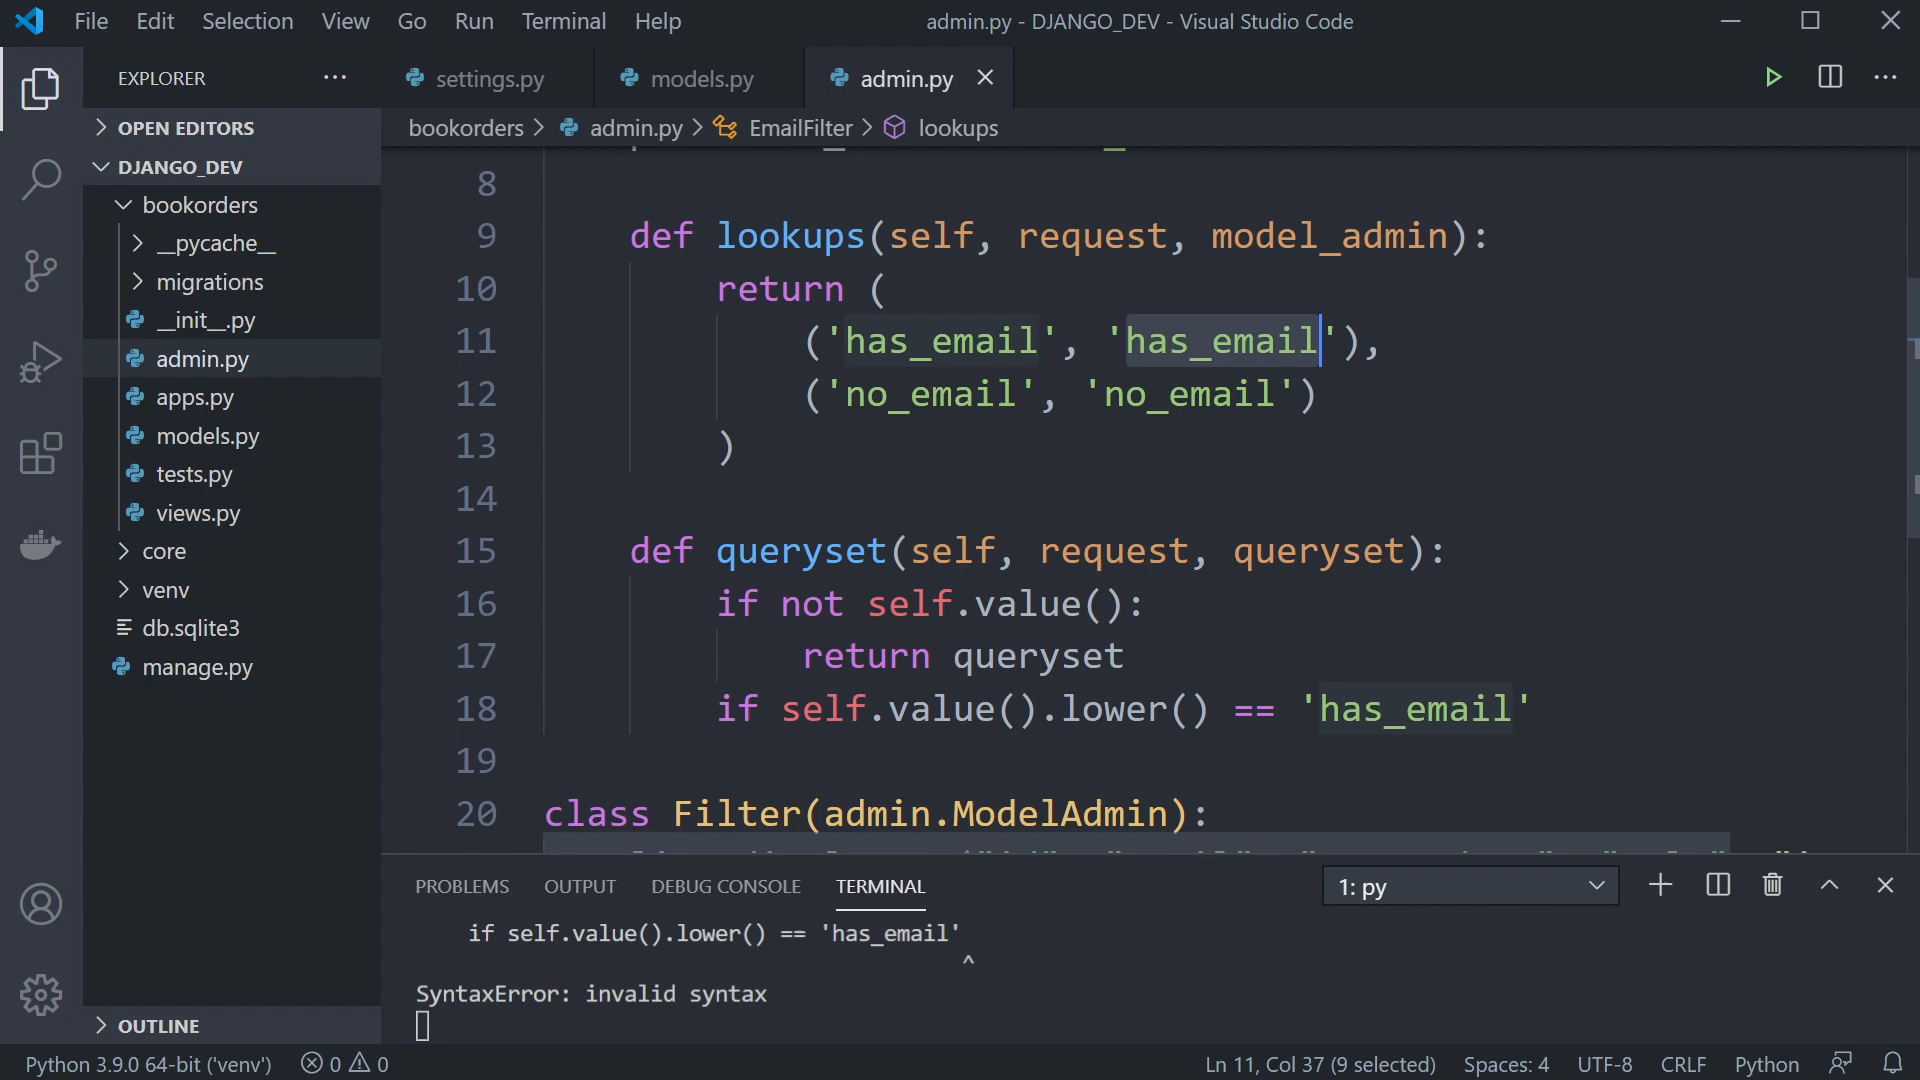 File Edit Selection View Go Run Terminal Help
admin.py - DJANGO_DEV - Visual Studio Code
EXPLORER
OPEN EDITORS
DJANGO_DEV
bookorders
__pycache__
migrations
__init__.py
admin.py
apps.py
models.py
tests.py
views.py
core
venv
db.sqlite3
manage.py
OUTLINE
settings.py models.py admin.py
bookorders > admin.py > EmailFilter > lookups
8
9 def lookups(self, request, model_admin):
10 return (
11 ('has_email', 'has_email'),
12 ('no_email', 'no_email')
13 )
14
15 def queryset(self, request, queryset):
16 if not self.value():
17 return queryset
18 if self.value().lower() == 'has_email'
19
20 class Filter(admin.ModelAdmin):
PROBLEMS OUTPUT DEBUG CONSOLE TERMINAL
1: py
if self.value().lower() == 'has_email'
^
SyntaxError: invalid syntax
Python 3.9.0 64-bit ('venv') 0 0
Ln 11, Col 37 (9 selected) Spaces: 4 UTF-8 CRLF Python